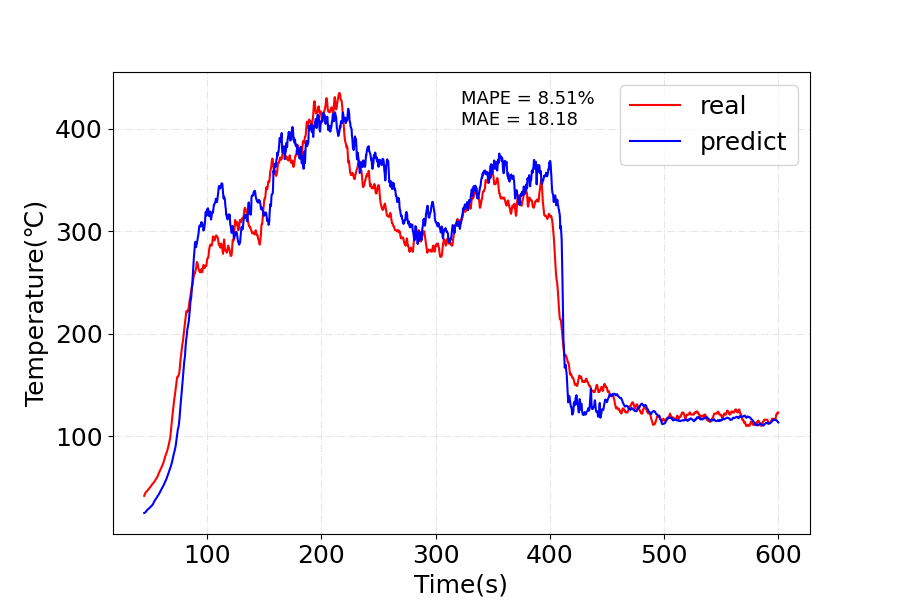 MAPE = 8.51%
MAE = 18.18
real
predict
400
300
200
100
Temperature(℃)
100 200 300 400 500 600
Time(s)